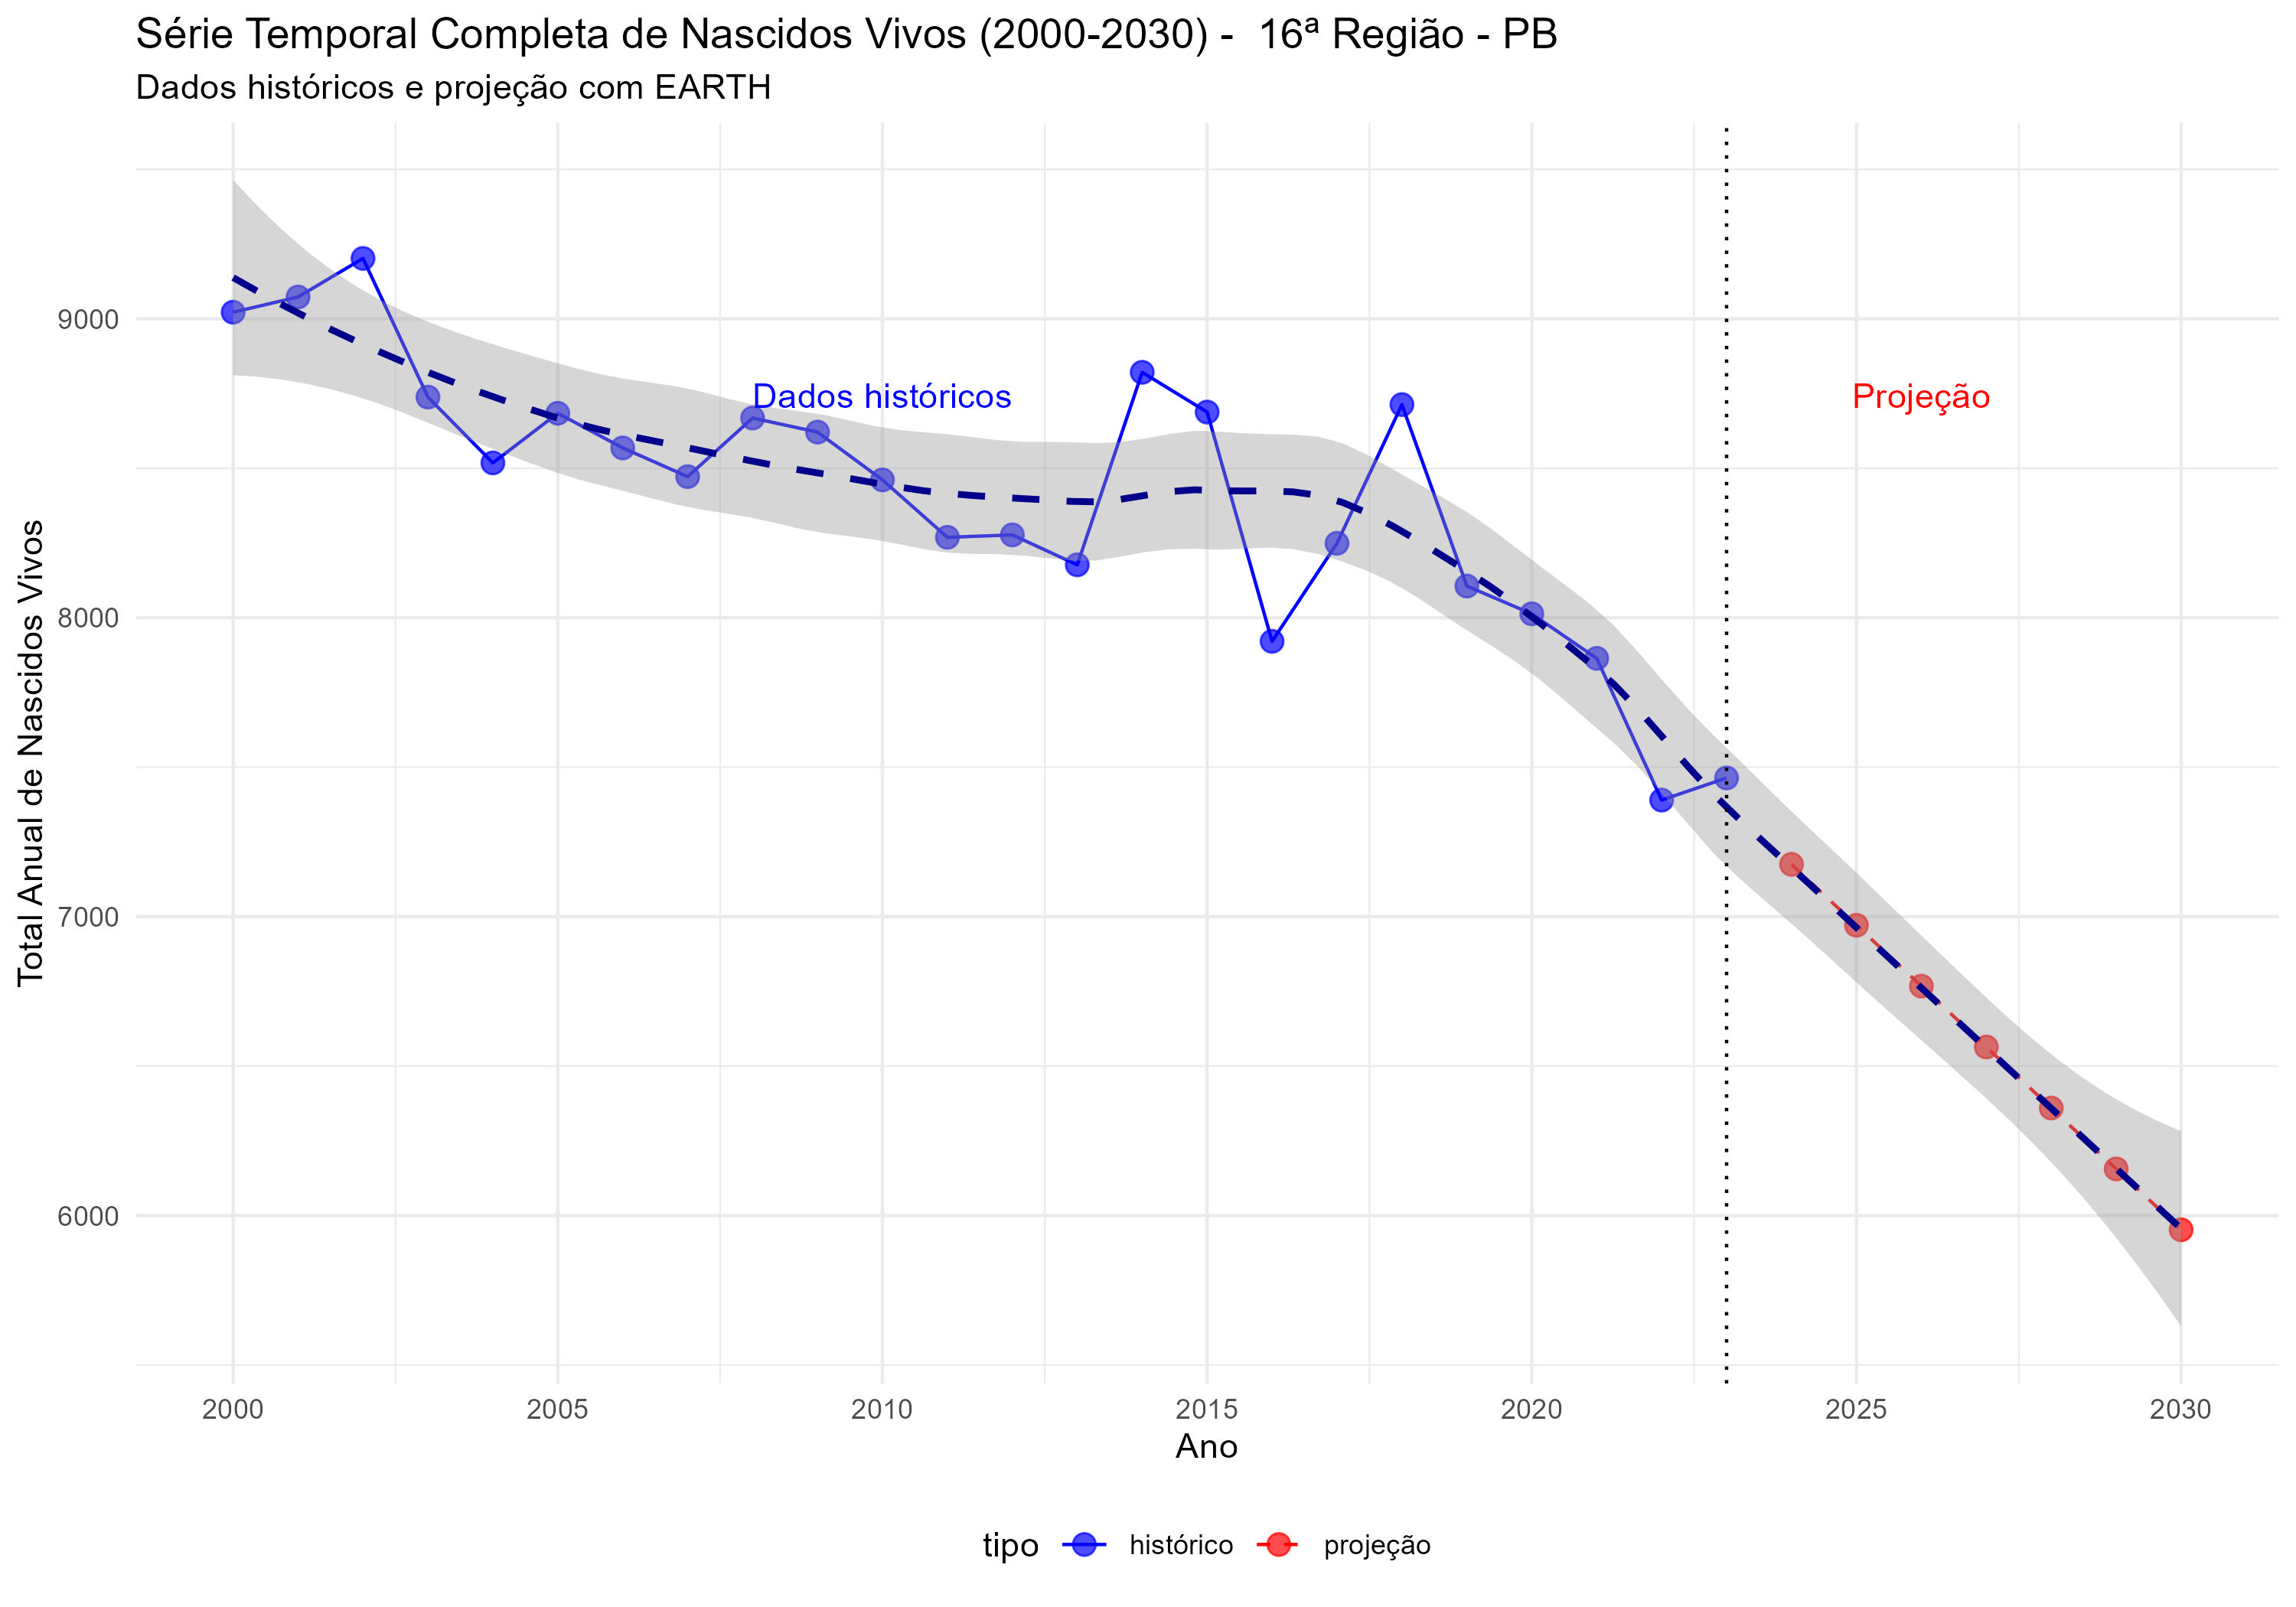 Série Temporal Completa de Nascidos Vivos (2000-2030) -  16ª Região - PB
Dados históricos e projeção com EARTH
Total Anual de Nascidos Vivos
9000
8000
7000
6000
Dados históricos
Projeção
2000 2005 2010 2015 2020 2025 2030
Ano
tipo histórico projeção